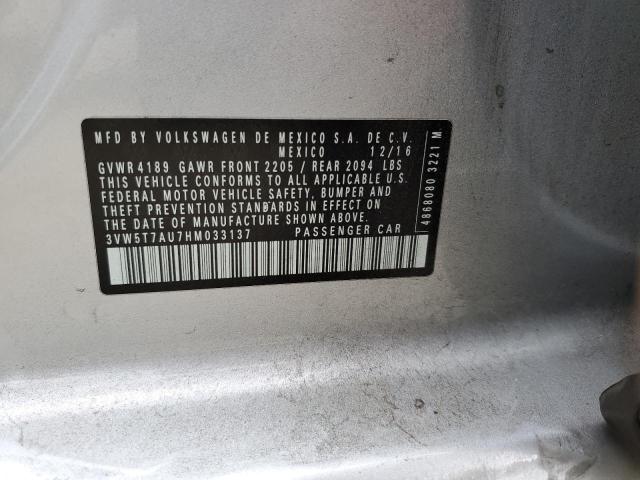 MFD BY VOLKSWAGEN DE MEXICO S.A. DE C.V.
MEXICO 12/16
GVWR4189 GAWR FRONT 2205 / REAR 2094 LBS
THIS VEHICLE CONFORMS TO ALL APPLICABLE U.S.
FEDERAL MOTOR VEHICLE SAFETY, BUMPER AND
THEFT PREVENTION STANDARDS IN EFFECT ON
THE DATE OF MANUFACTURE SHOWN ABOVE.
3VW5T7AU7HM033137 PASSENGER CAR
4868080 3221 M